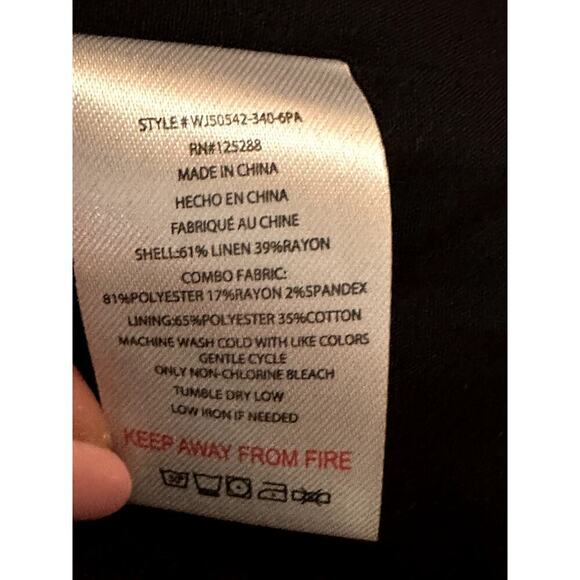 STYLE # WJ50542-340-6PA
RN#125288
MADE IN CHINA
HECHO EN CHINA
FABRIQUÉ AU CHINE
SHELL:61% LINEN 39%RAYON
COMBO FABRIC:
81%POLYESTER 17%RAYON 2%SPANDEX
LINING:65%POLYESTER 35%COTTON
MACHINE WASH COLD WITH LIKE COLORS
GENTLE CYCLE
ONLY NON-CHLORINE BLEACH
TUMBLE DRY LOW
LOW IRON IF NEEDED
KEEP AWAY FROM FIRE